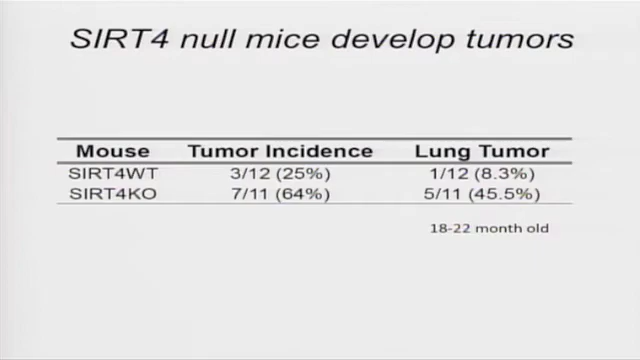 SIRT4 null mice develop tumors
Mouse Tumor Incidence Lung Tumor
SIRT4WT 3/12 (25%) 1/12 (8.3%)
SIRT4KO 7/11 (64%) 5/11 (45.5%)
18-22 month old